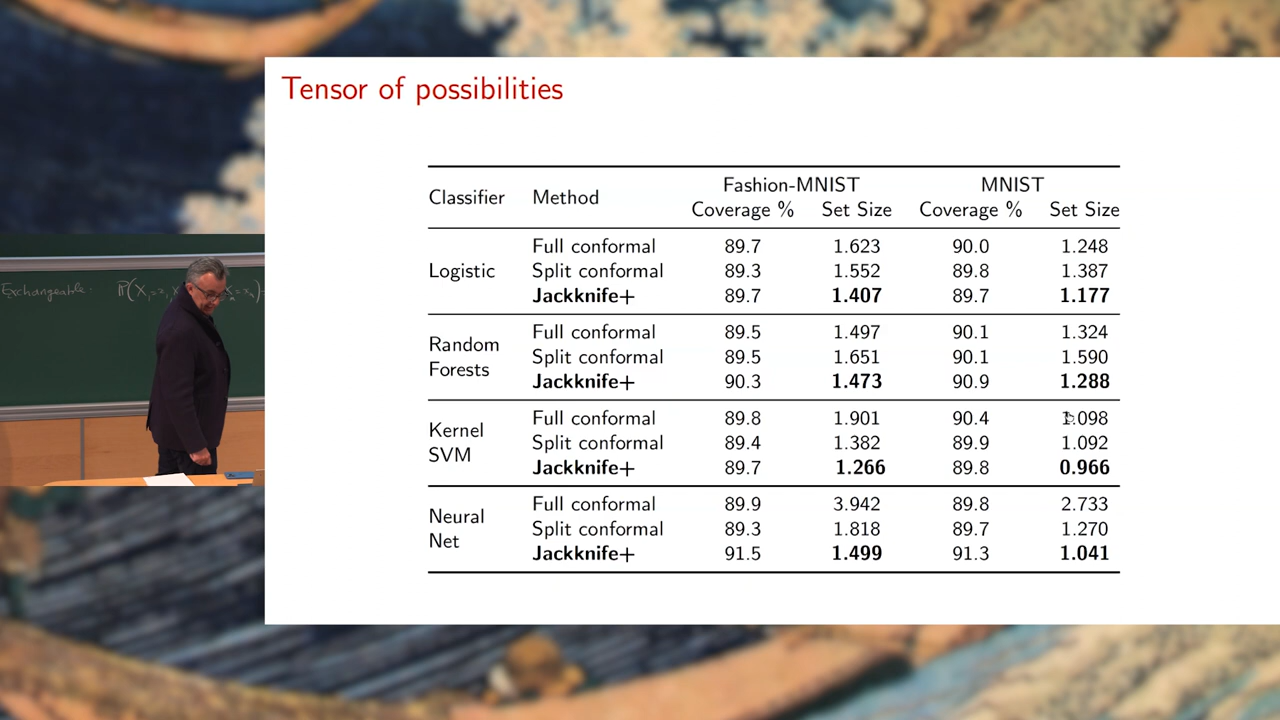 Tensor of possibilities
Fashion-MNIST MNIST
Classifier Method Coverage % Set Size Coverage % Set Size
Full conformal 89.7 1.623 90.0 1.248
Logistic Split conformal 89.3 1.552 89.8 1.387
Jackknife+ 89.7 1.407 89.7 1.177
Full conformal 89.5 1.497 90.1 1.324
Random Forests Split conformal 89.5 1.651 90.1 1.590
Jackknife+ 90.3 1.473 90.9 1.288
Full conformal 89.8 1.901 90.4 1.098
Kernel SVM Split conformal 89.4 1.382 89.9 1.092
Jackknife+ 89.7 1.266 89.8 0.966
Full conformal 89.9 3.942 89.8 2.733
Neural Net Split conformal 89.3 1.818 89.7 1.270
Jackknife+ 91.5 1.499 91.3 1.041
Exchangeable.